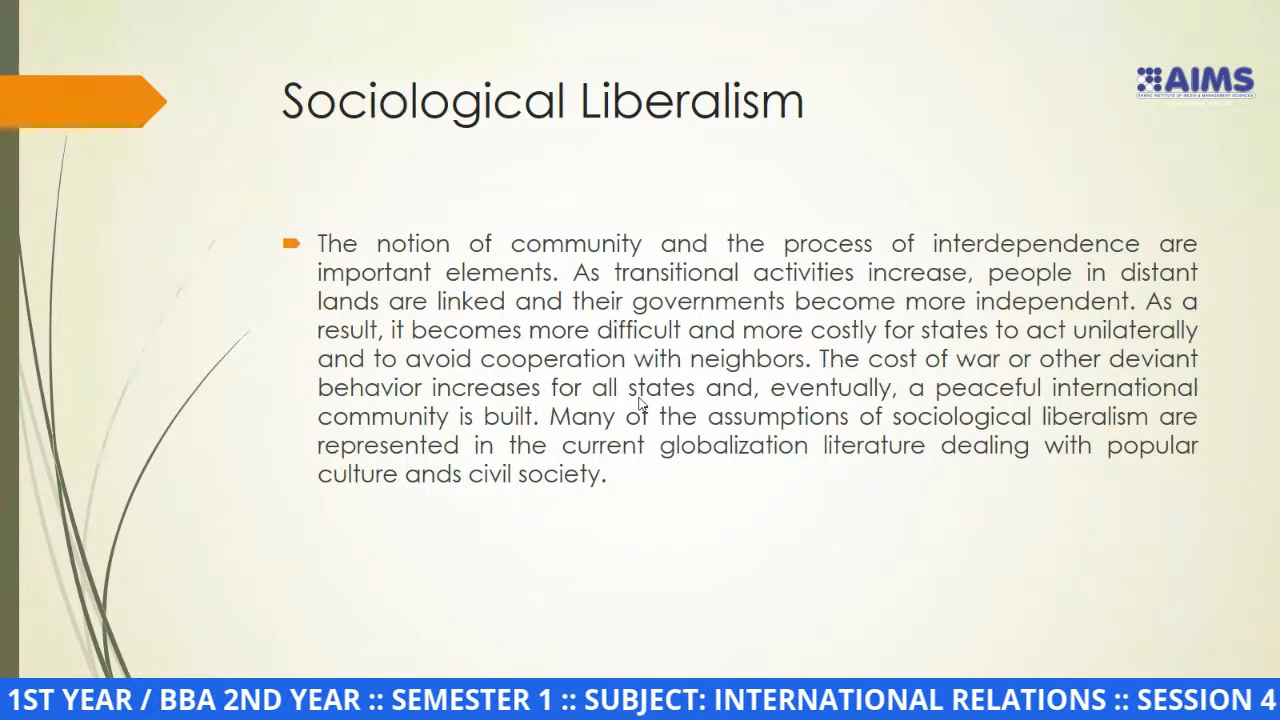 Sociological Liberalism
AIMS
The notion of community and the process of interdependence are
important elements. As transitional activities increase, people in distant
lands are linked and their governments become more independent. As a
result, it becomes more difficult and more costly for states to act unilaterally
and to avoid cooperation with neighbors. The cost of war or other deviant
behavior increases for all states and, eventually, a peaceful international
community is built. Many of the assumptions of sociological liberalism are
represented in the current globalization literature dealing with popular
culture ands civil society.
1ST YEAR / BBA 2ND YEAR :: SEMESTER 1 :: SUBJECT: INTERNATIONAL RELATIONS :: SESSION 4